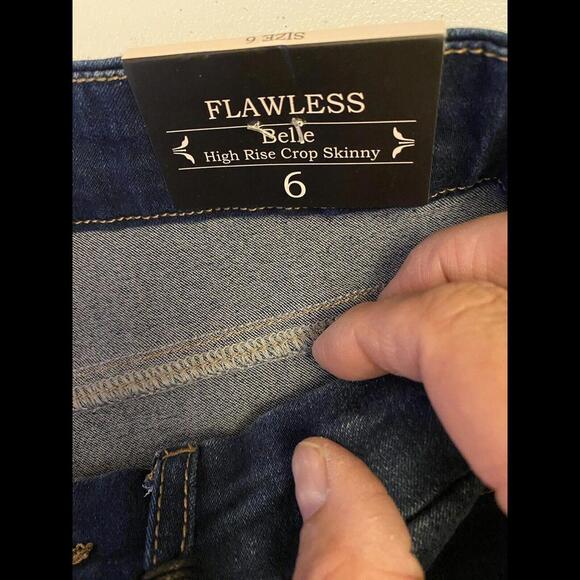 SIZE 6
FLAWLESS
Belle
High Rise Crop Skinny
6